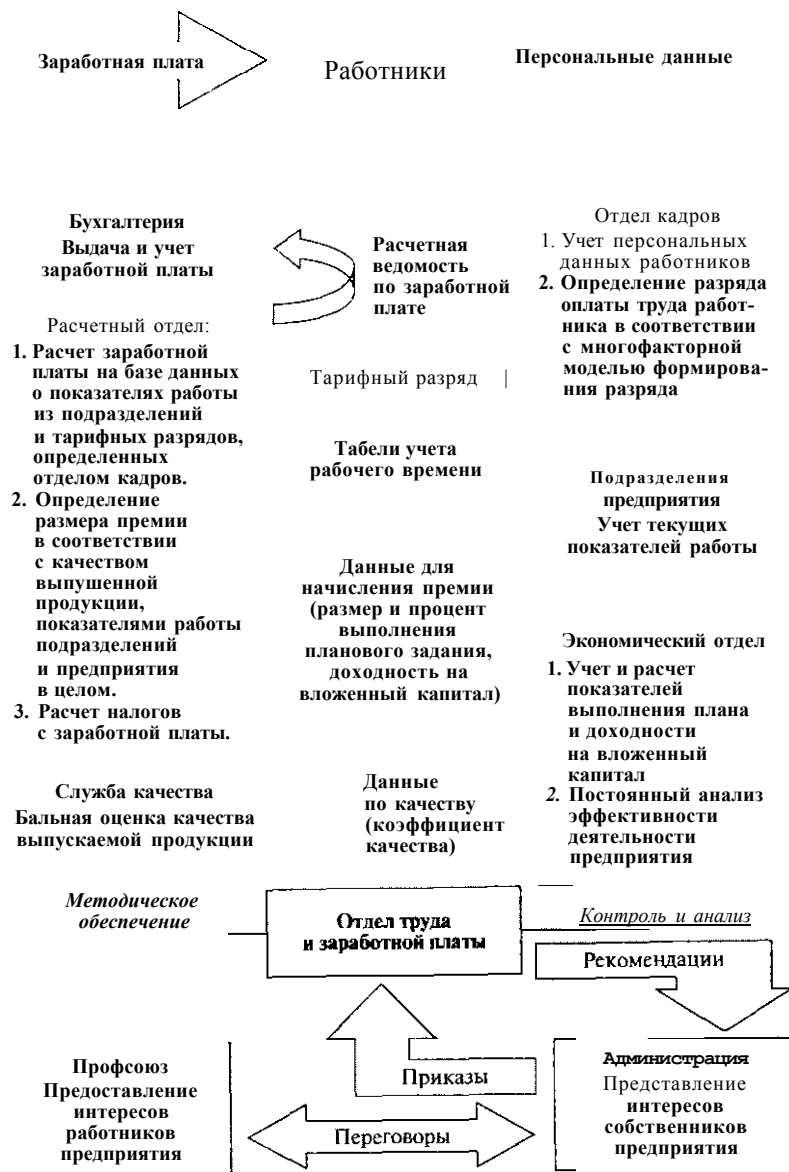 Заработная плата
Работники
Персональные данные
Бухгалтерия
Выдача и учет
заработной платы
Расчетная
ведомость
по заработной
плате
Отдел кадров
1. Учет персональных
данных работников
2. Определение разряда
оплаты труда работ-
ника в соответствии
с многофакторной
моделью формирова-
ния разряда
Расчетный отдел:
1. Расчет заработной
платы на базе данных
о показателях работы
из подразделений
и тарифных разрядов,
определенных
отделом кадров.
2. Определение
размера премии
в соответствии
с качеством
выпушенной
продукции,
показателями работы
подразделений
и предприятия
в целом.
3. Расчет налогов
с заработной платы.
Тарифный разряд
Табели учета
рабочего времени
Подразделения
предприятия
Учет текущих
показателей работы
Данные для
начисления премии
(размер и процент
выполнения
планового задания,
доходность на
вложенный капитал)
Экономический отдел
1. Учет и расчет
показателей
выполнения плана
и доходности
на вложенный
капитал
2. Постоянный анализ
эффективности
деятельности
предприятия
Служба качества
Бальная оценка качества
выпускаемой продукции
Данные
по качеству
(коэффициент
качества)
Методическое
обеспечение
Отдел труда
и заработной платы
Контроль и анализ
Рекомендации
Профсоюз
Предоставление
интересов
работников
предприятия
Приказы
Переговоры
Администрация
Представление
интересов
собственников
предприятия